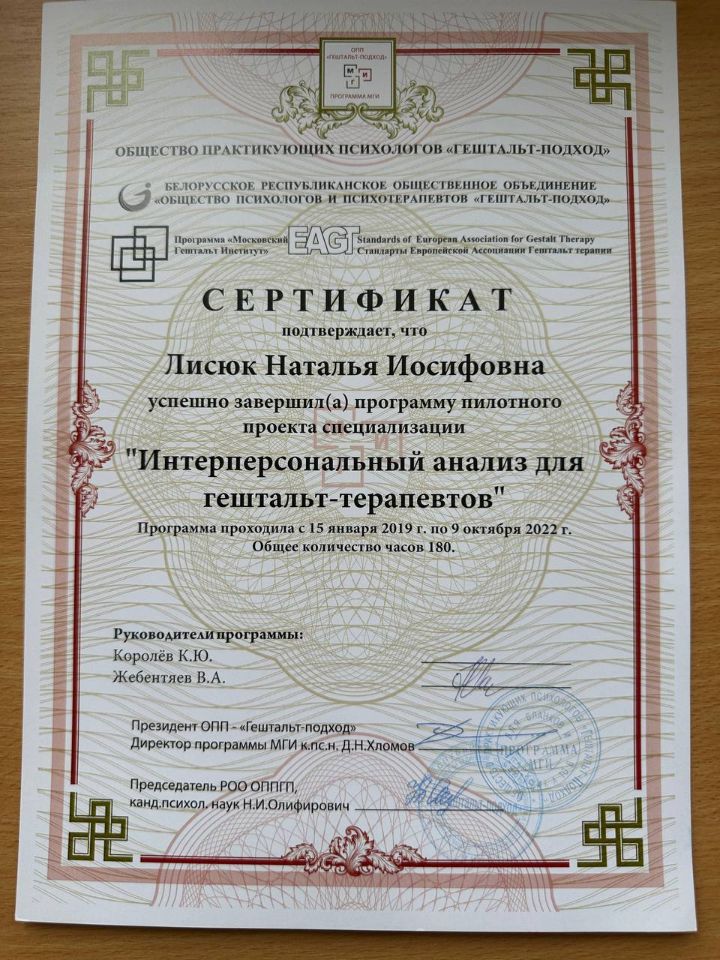 ОПП
«ГЕШТАЛЬТ-ПОДХОД»
М И
Г
ПРОГРАММА МГИ
ОБЩЕСТВО ПРАКТИКУЮЩИХ ПСИХОЛОГОВ «ГЕШТАЛЬТ-ПОДХОД»
БЕЛОРУССКОЕ РЕСПУБЛИКАНСКОЕ ОБЩЕСТВЕННОЕ ОБЪЕДИНЕНИЕ
«ОБЩЕСТВО ПСИХОЛОГОВ И ПСИХОТЕРАПЕВТОВ «ГЕШТАЛЬТ-ПОДХОД»
Программа «Московский
Гештальт Институт»
EAGT
Standards of European Association for Gestalt Therapy
Стандарты Европейской Ассоциации Гештальт терапии
СЕРТИФИКАТ
подтверждает, что
Лисюк Наталья Иосифовна
успешно завершил(а) программу пилотного
проекта специализации
"Интерперсональный анализ для
гештальт-терапевтов"
Программа проходила с 15 января 2019 г. по 9 октября 2022 г.
Общее количество часов 180.
Руководители программы:
Королёв К.Ю.
Жебентяев В.А.
Президент ОПП - «Гештальт-подход»
Директор программы МГИ к.пс.н. Д.Н.Хломов
Председатель РОО ОППГП,
канд.психол. наук Н.И.Олифирович
ПРОГРАММА
МГИ